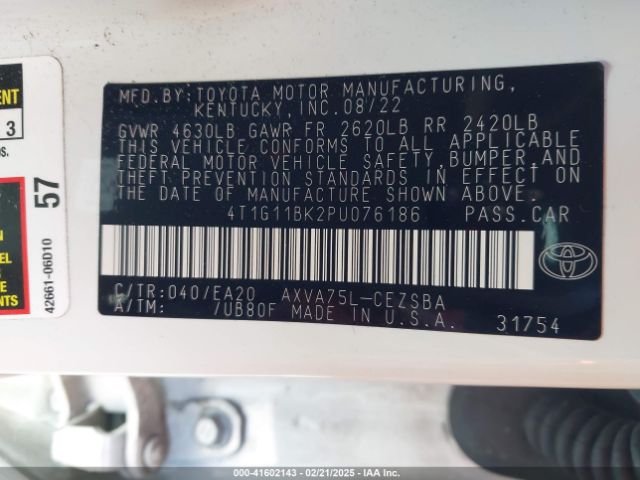 MFD.BY:TOYOTA MOTOR MANUFACTURING,
KENTUCKY, INC.08/22
GVWR 4630LB GAWR FR 2620LB RR 2420LB
THIS VEHICLE CONFORMS TO ALL APPLICABLE
FEDERAL MOTOR VEHICLE SAFETY, BUMPER, AND
THEFT PREVENTION STANDARDS IN EFFECT ON
THE DATE OF MANUFACTURE SHOWN ABOVE.
4T1G11BK2PU076186 PASS.CAR
C/TR:040/EA20 AXVA75L-CEZSBA
A/TM: /UB80F MADE IN U.S.A. 31754
57
42661-06D10
000-41602143 - 02/21/2025 - IAA Inc.